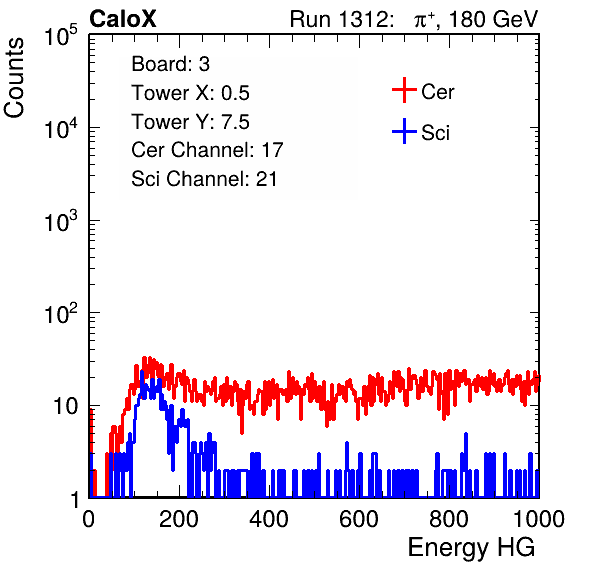 CaloX Run 1312: π⁺, 180 GeV
Counts
10⁵
10⁴
10³
10²
10
1
Board: 3
Tower X: 0.5
Tower Y: 7.5
Cer Channel: 17
Sci Channel: 21
Cer
Sci
0 200 400 600 800 1000
Energy HG